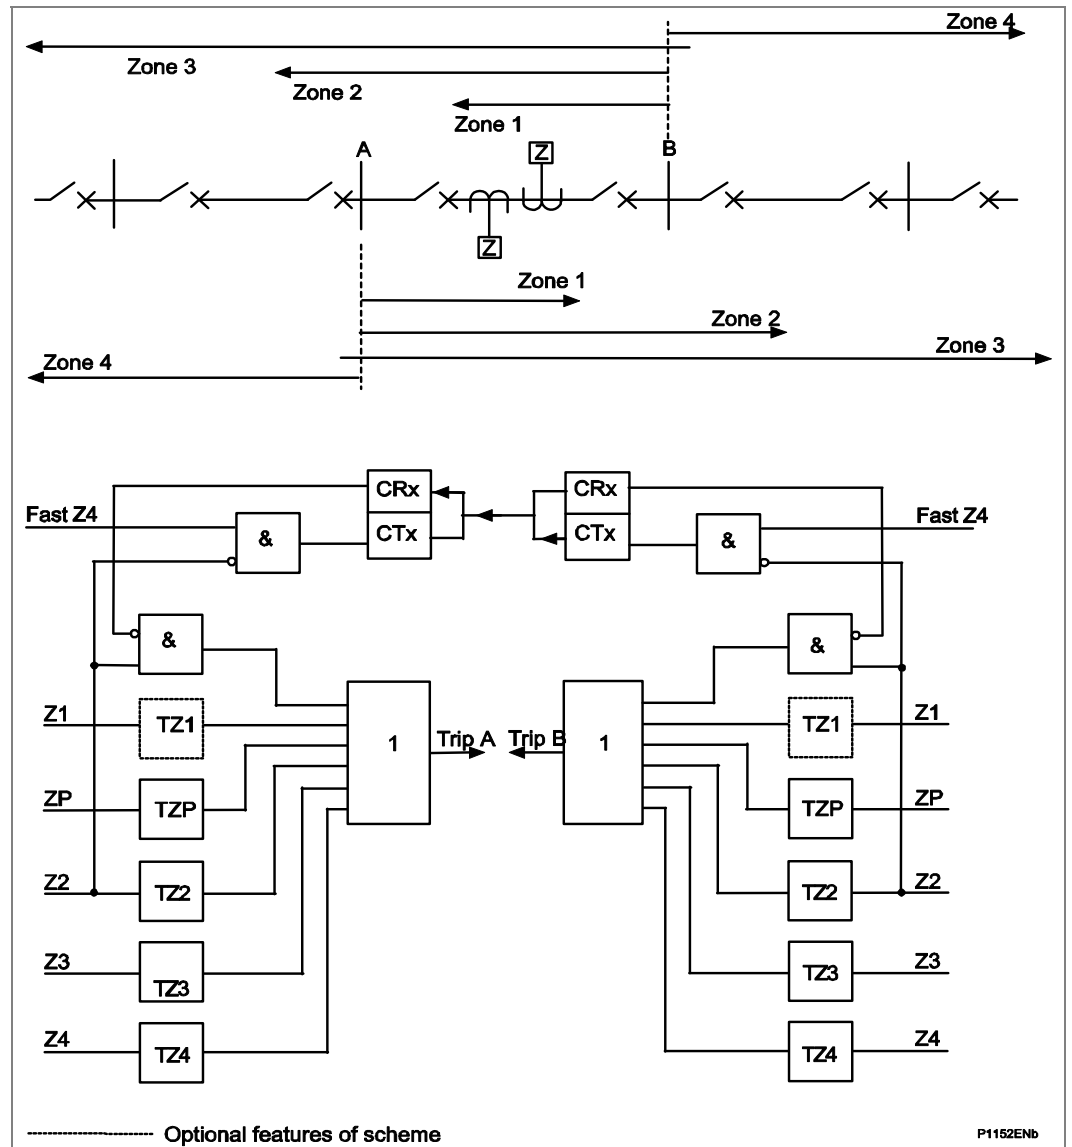 Zone 4
Zone 3
Zone 2
Zone 1
A
B
Z
Z
Zone 1
Zone 2
Zone 3
Zone 4
CRx
CRx
Fast Z4
&
CTx
CTx
&
Fast Z4
&
&
Z1
TZ1
1
Trip A
Trip B
1
TZ1
Z1
ZP
TZP
TZP
ZP
Z2
TZ2
TZ2
Z2
Z3
TZ3
TZ3
Z3
Z4
TZ4
TZ4
Z4
Optional features of scheme
P1152ENb